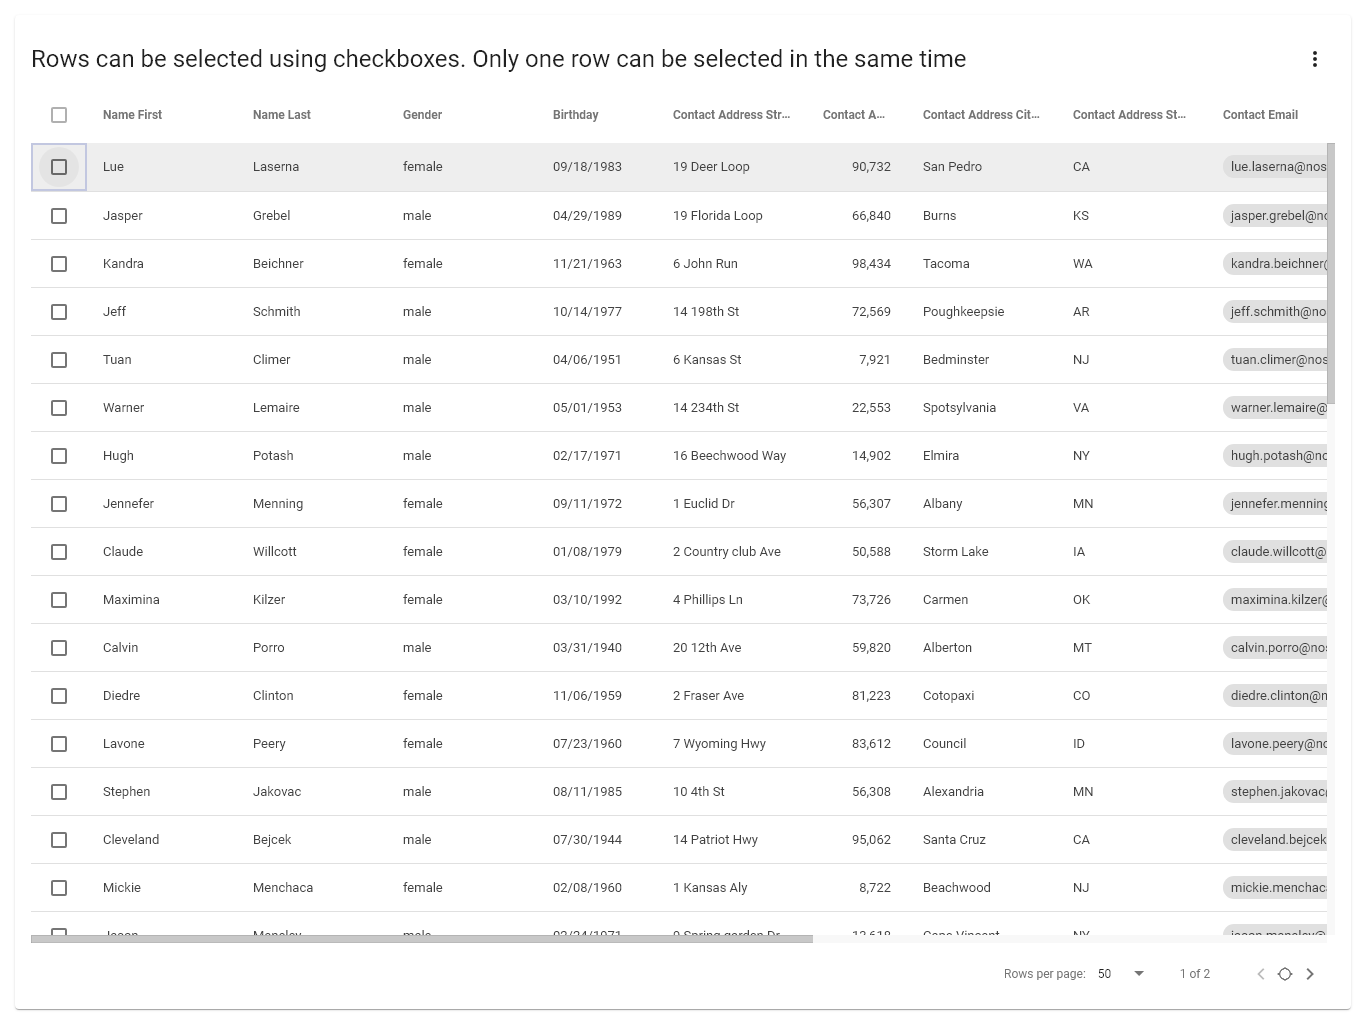 Rows can be selected using checkboxes. Only one row can be selected in the same time
Name First Name Last Gender Birthday Contact Address Str... Contact A... Contact Address Cit... Contact Address St... Contact Email
Lue Laserna female 09/18/1983 19 Deer Loop 90,732 San Pedro CA lue.laserna@nos
Jasper Grebel male 04/29/1989 19 Florida Loop 66,840 Burns KS jasper.grebel@no
Kandra Beichner female 11/21/1963 6 John Run 98,434 Tacoma WA kandra.beichner@
Jeff Schmith male 10/14/1977 14 198th St 72,569 Poughkeepsie AR jeff.schmith@no
Tuan Climer male 04/06/1951 6 Kansas St 7,921 Bedminster NJ tuan.climer@nos
Warner Lemaire male 05/01/1953 14 234th St 22,553 Spotsylvania VA warner.lemaire@
Hugh Potash male 02/17/1971 16 Beechwood Way 14,902 Elmira NY hugh.potash@no
Jennefer Menning female 09/11/1972 1 Euclid Dr 56,307 Albany MN jennefer.menning
Claude Willcott female 01/08/1979 2 Country club Ave 50,588 Storm Lake IA claude.willcott@
Maximina Kilzer female 03/10/1992 4 Phillips Ln 73,726 Carmen OK maximina.kilzer@
Calvin Porro male 03/31/1940 20 12th Ave 59,820 Alberton MT calvin.porro@nos
Diedre Clinton female 11/06/1959 2 Fraser Ave 81,223 Cotopaxi CO diedre.clinton@n
Lavone Peery female 07/23/1960 7 Wyoming Hwy 83,612 Council ID lavone.peery@no
Stephen Jakovac male 08/11/1985 10 4th St 56,308 Alexandria MN stephen.jakovac@
Cleveland Bejcek male 07/30/1944 14 Patriot Hwy 95,062 Santa Cruz CA cleveland.bejcek
Mickie Menchaca female 02/08/1960 1 Kansas Aly 8,722 Beachwood NJ mickie.menchac
Rows per page: 50 1 of 2